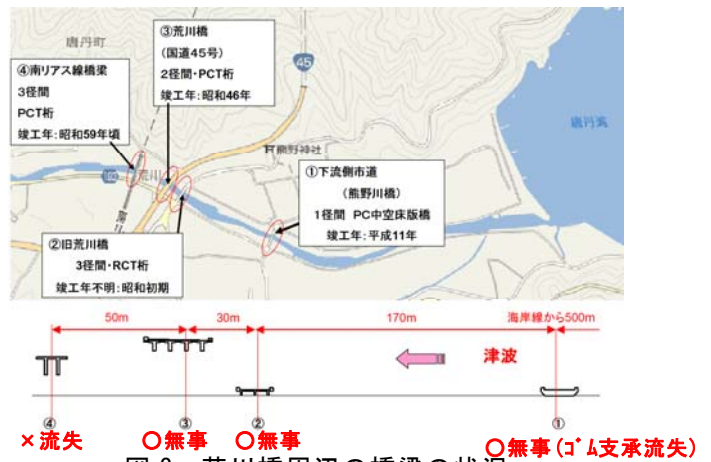 唐丹町
③荒川橋
(国道45号)
2径間・PCT桁
竣工年:昭和46年
④南リアス線橋梁
3径間
PCT桁
竣工年:昭和59年頃
45
唐丹湾
熊野神社
荒川
①下流側市道
(熊野川橋)
1径間 PC中空床版橋
竣工年:平成11年
②旧荒川橋
3径間・RCT桁
竣工年不明:昭和初期
50m
30m
170m
海岸線から500m
津波
④
③
②
①
×流失
〇無事
〇無事
〇無事(ゴム支承流失)